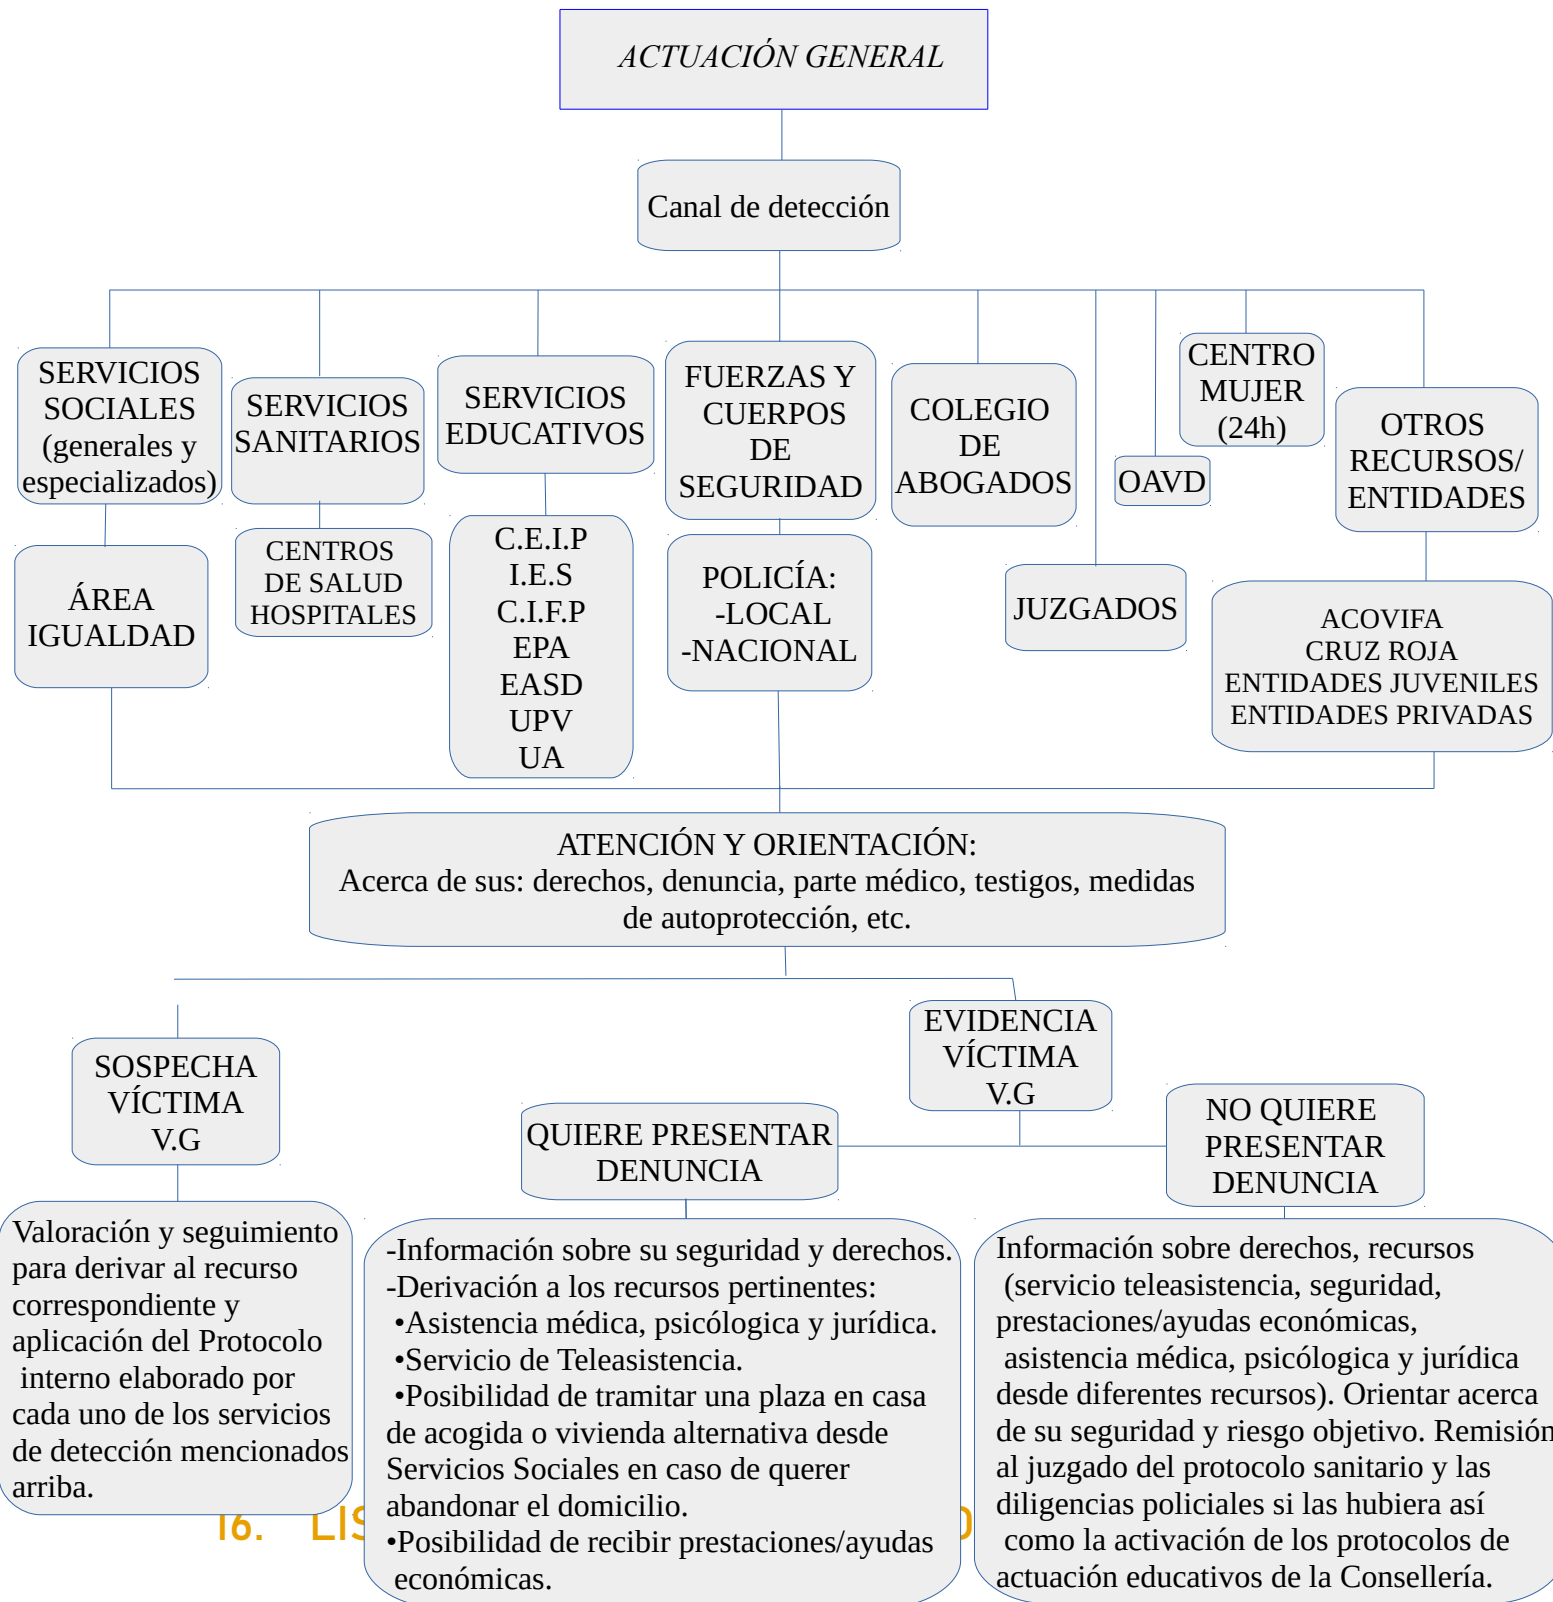 ACTUACIÓN GENERAL
Canal de detección
SERVICIOS
SOCIALES
(generales y
especializados)
SERVICIOS
SANITARIOS
SERVICIOS
EDUCATIVOS
FUERZAS Y
CUERPOS
DE
SEGURIDAD
COLEGIO
DE
ABOGADOS
OAVD
CENTRO
MUJER
(24h)
OTROS
RECURSOS/
ENTIDADES
ÁREA
IGUALDAD
CENTROS
DE SALUD
HOSPITALES
C.E.I.P
I.E.S
C.I.F.P
EPA
EASD
UPV
UA
POLICÍA:
-LOCAL
-NACIONAL
JUZGADOS
ACOVIFA
CRUZ ROJA
ENTIDADES JUVENILES
ENTIDADES PRIVADAS
ATENCIÓN Y ORIENTACIÓN:
Acerca de sus: derechos, denuncia, parte médico, testigos, medidas
de autoprotección, etc.
SOSPECHA
VÍCTIMA
V.G
EVIDENCIA
VÍCTIMA
V.G
QUIERE PRESENTAR
DENUNCIA
NO QUIERE
PRESENTAR
DENUNCIA
Valoración y seguimiento
para derivar al recurso
correspondiente y
aplicación del Protocolo
interno elaborado por
cada uno de los servicios
de detección mencionados
arriba.
-Información sobre su seguridad y derechos.
-Derivación a los recursos pertinentes:
•Asistencia médica, psicólogica y jurídica.
•Servicio de Teleasistencia.
•Posibilidad de tramitar una plaza en casa
de acogida o vivienda alternativa desde
Servicios Sociales en caso de querer
abandonar el domicilio.
•Posibilidad de recibir prestaciones/ayudas
económicas.
Información sobre derechos, recursos
(servicio teleasistencia, seguridad,
prestaciones/ayudas económicas,
asistencia médica, psicólogica y jurídica
desde diferentes recursos). Orientar acerca
de su seguridad y riesgo objetivo. Remisión
al juzgado del protocolo sanitario y las
diligencias policiales si las hubiera así
como la activación de los protocolos de
actuación educativos de la Consellería.
16.